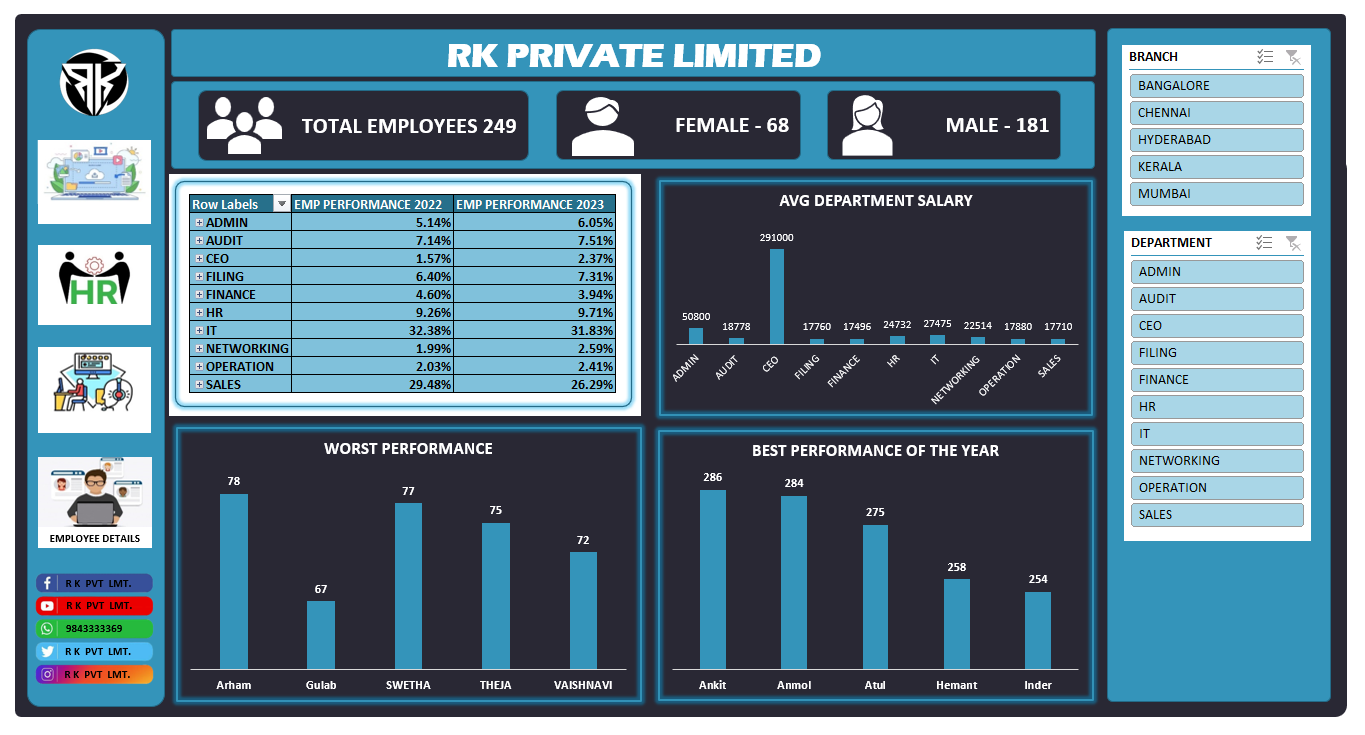 RK
RK PRIVATE LIMITED
TOTAL EMPLOYEES 249
FEMALE - 68
MALE - 181
HR
EMPLOYEE DETAILS
R K PVT LMT.
R K PVT LMT.
9843333369
R K PVT LMT.
R K PVT LMT.
Row Labels EMP PERFORMANCE 2022 EMP PERFORMANCE 2023
ADMIN 5.14% 6.05%
AUDIT 7.14% 7.51%
CEO 1.57% 2.37%
FILING 6.40% 7.31%
FINANCE 4.60% 3.94%
HR 9.26% 9.71%
IT 32.38% 31.83%
NETWORKING 1.99% 2.59%
OPERATION 2.03% 2.41%
SALES 29.48% 26.29%
AVG DEPARTMENT SALARY
50800 18778 291000 17760 17496 24732 27475 22514 17880 17710
ADMIN AUDIT CEO FILING FINANCE HR IT NETWORKING OPERATION SALES
WORST PERFORMANCE
78 67 77 75 72
Arham Gulab SWETHA THEJA VAISHNAVI
BEST PERFORMANCE OF THE YEAR
286 284 275 258 254
Ankit Anmol Atul Hemant Inder
BRANCH
BANGALORE
CHENNAI
HYDERABAD
KERALA
MUMBAI
DEPARTMENT
ADMIN
AUDIT
CEO
FILING
FINANCE
HR
IT
NETWORKING
OPERATION
SALES